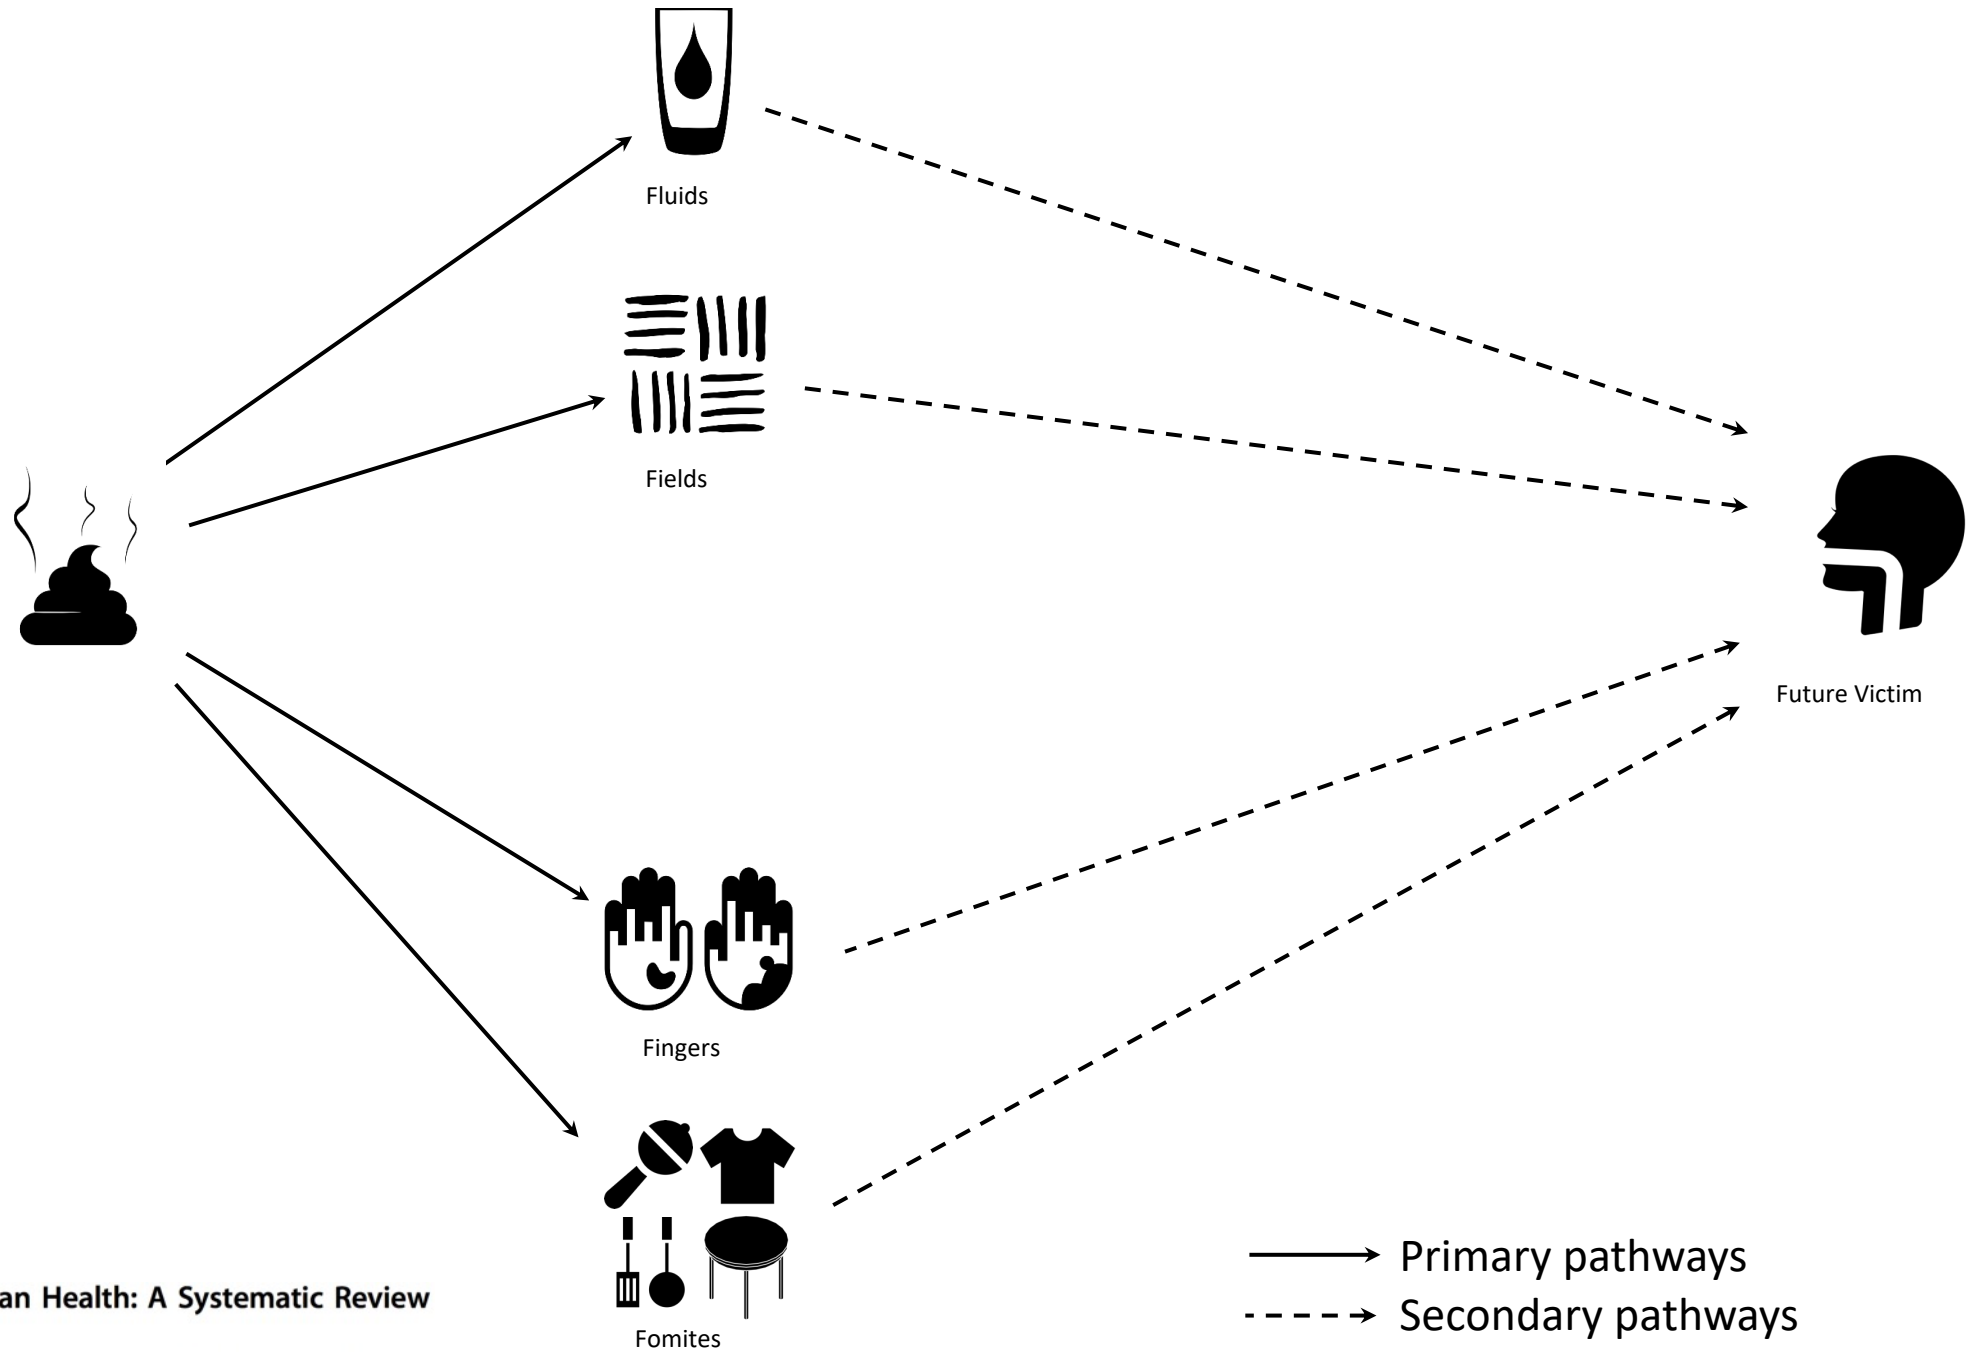 Fluids
Fields
Future Victim
Fingers
Primary pathways
an Health: A Systematic Review
Secondary pathways
Fomites